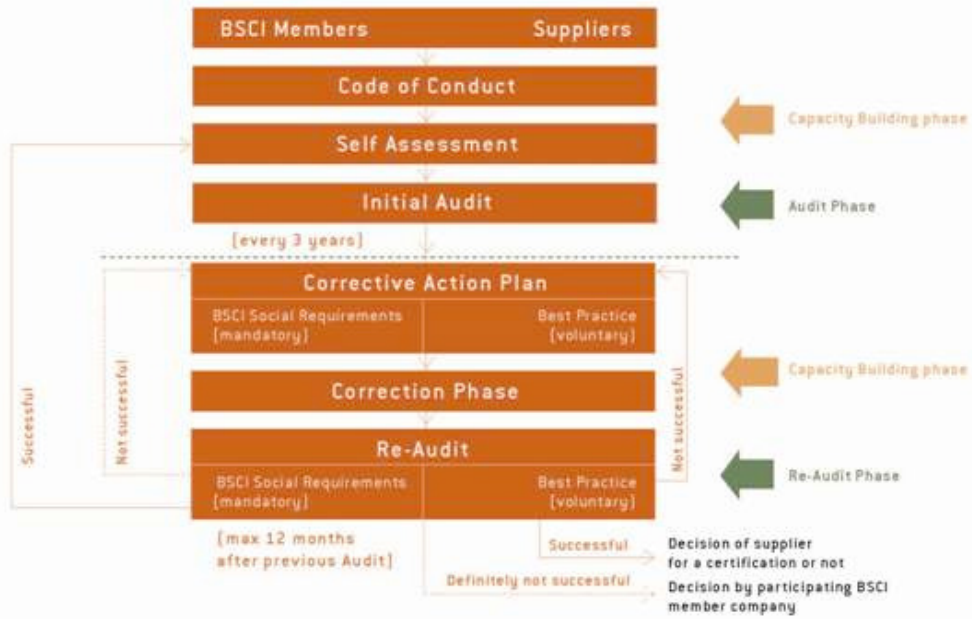 BSCI Members Suppliers
Code of Conduct
Capacity Building phase
Self Assessment
Initial Audit
Audit Phase
[every 3 years]
Corrective Action Plan
BSCI Social Requirements
[mandatory]
Best Practice
[voluntary]
Capacity Building phase
Correction Phase
Successful
Not successful
Not successful
Re-Audit
BSCI Social Requirements
[mandatory]
Best Practice
[voluntary]
Re-Audit Phase
[max 12 months
after previous Audit]
Successful
Decision of supplier
for a certification or not
Definitely not successful
Decision by participating BSCI
member company